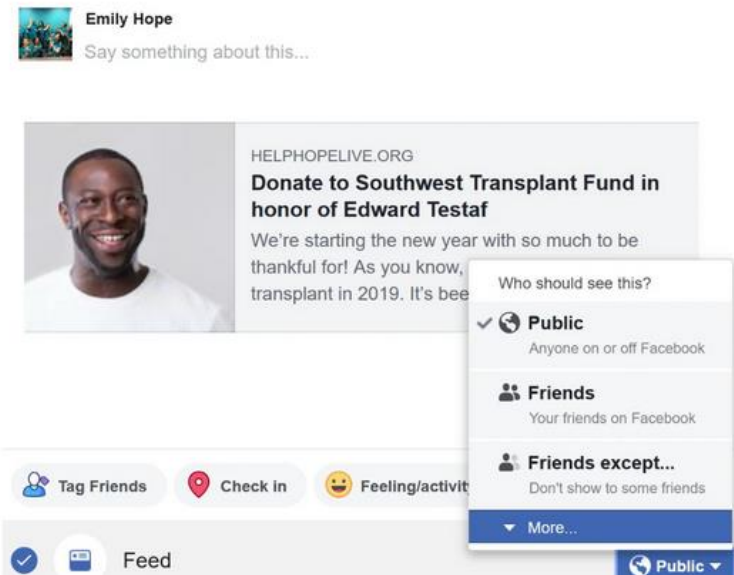 Emily Hope
Say something about this...
HELPHOPELIVE.ORG
Donate to Southwest Transplant Fund in
honor of Edward Testaf
We're starting the new year with so much to be
thankful for! As you know,
transplant in 2019. It's bee
Who should see this?
Public
Anyone on or off Facebook
Friends
Your friends on Facebook
Friends except...
Don't show to some friends
More...
Tag Friends
Check in
Feeling/activit
Feed
Public